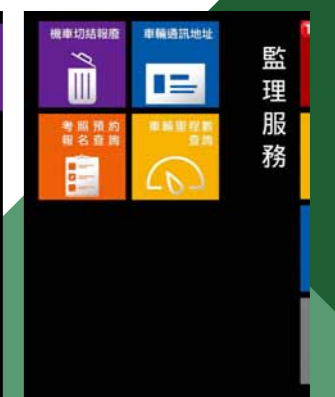 機車切結報廢
車輛通訊地址
考照預約
報名查詢
車輛里程數
查詢
監理服務